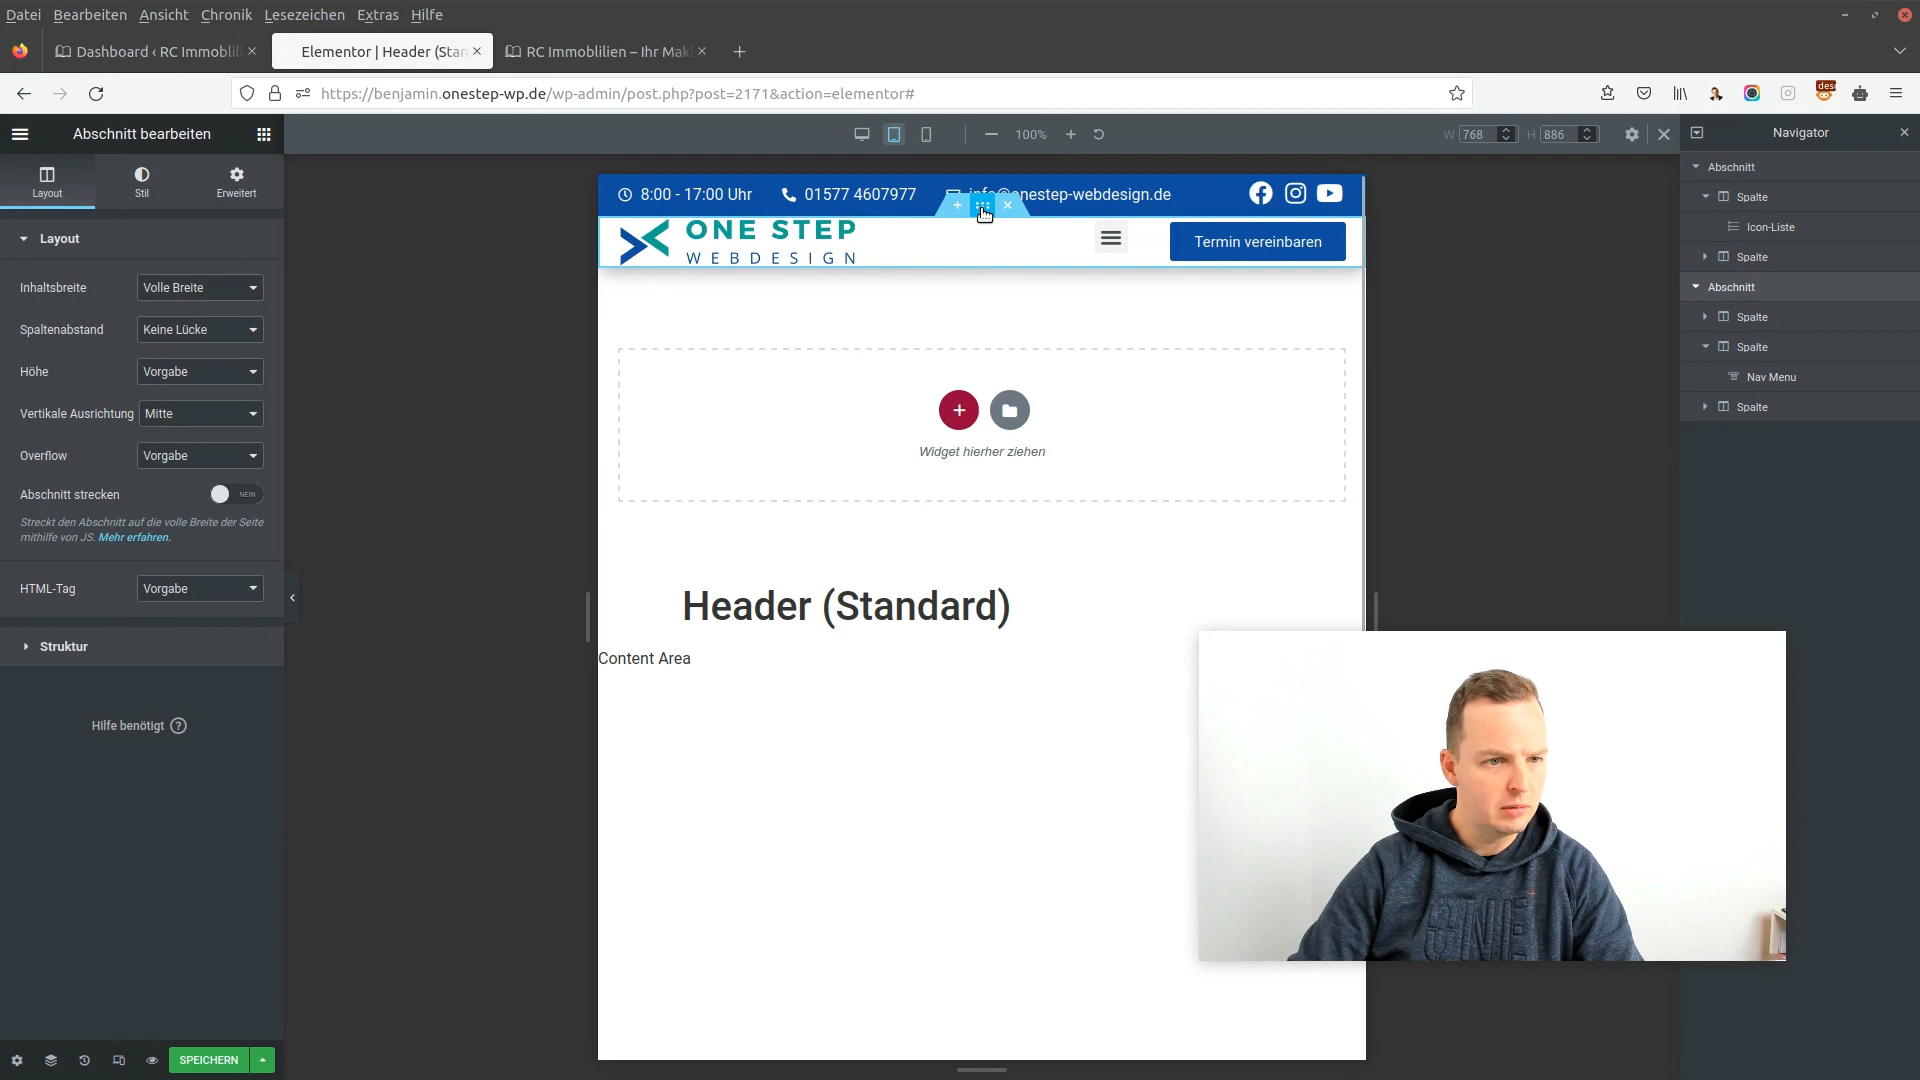 Datei Bearbeiten Ansicht Chronik Lesezeichen Extras Hilfe
Dashboard ‹ RC Immoblili
Elementor | Header (Stan
RC Immoblilien – Ihr Makl
https://benjamin.onestep-wp.de/wp-admin/post.php?post=2171&action=elementor#
des
Abschnitt bearbeiten
100%
W 768
H 886
Navigator
Layout
Stil
Erweitert
Layout
Inhaltsbreite
Volle Breite
Spaltenabstand
Keine Lücke
Höhe
Vorgabe
Vertikale Ausrichtung
Mitte
Overflow
Vorgabe
Abschnitt strecken
NEIN
Streckt den Abschnitt auf die volle Breite der Seite
mithilfe von JS. Mehr erfahren.
HTML-Tag
Vorgabe
Struktur
Hilfe benötigt ?
SPEICHERN
8:00 - 17:00 Uhr
01577 4607977
info@onestep-webdesign.de
ONE STEP
WEBDESIGN
Termin vereinbaren
Widget hierher ziehen
Header (Standard)
Content Area
Abschnitt
Spalte
Icon-Liste
Spalte
Abschnitt
Spalte
Spalte
Nav Menu
Spalte